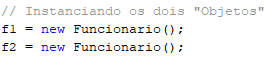 // Instanciando os dois "Objetos"
f1 = new Funcionario();
f2 = new Funcionario();